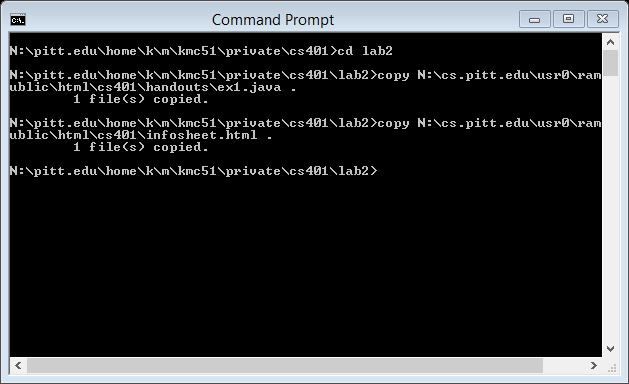 Command Prompt
N:\pitt.edu\home\k\m\kmc51\private\cs401>cd lab2
N:\pitt.edu\home\k\m\kmc51\private\cs401\lab2>copy N:\cs.pitt.edu\usr0\ram
ublic\html\cs401\handouts\ex1.java .
1 file(s) copied.
N:\pitt.edu\home\k\m\kmc51\private\cs401\lab2>copy N:\cs.pitt.edu\usr0\ram
ublic\html\cs401\infosheet.html .
1 file(s) copied.
N:\pitt.edu\home\k\m\kmc51\private\cs401\lab2>